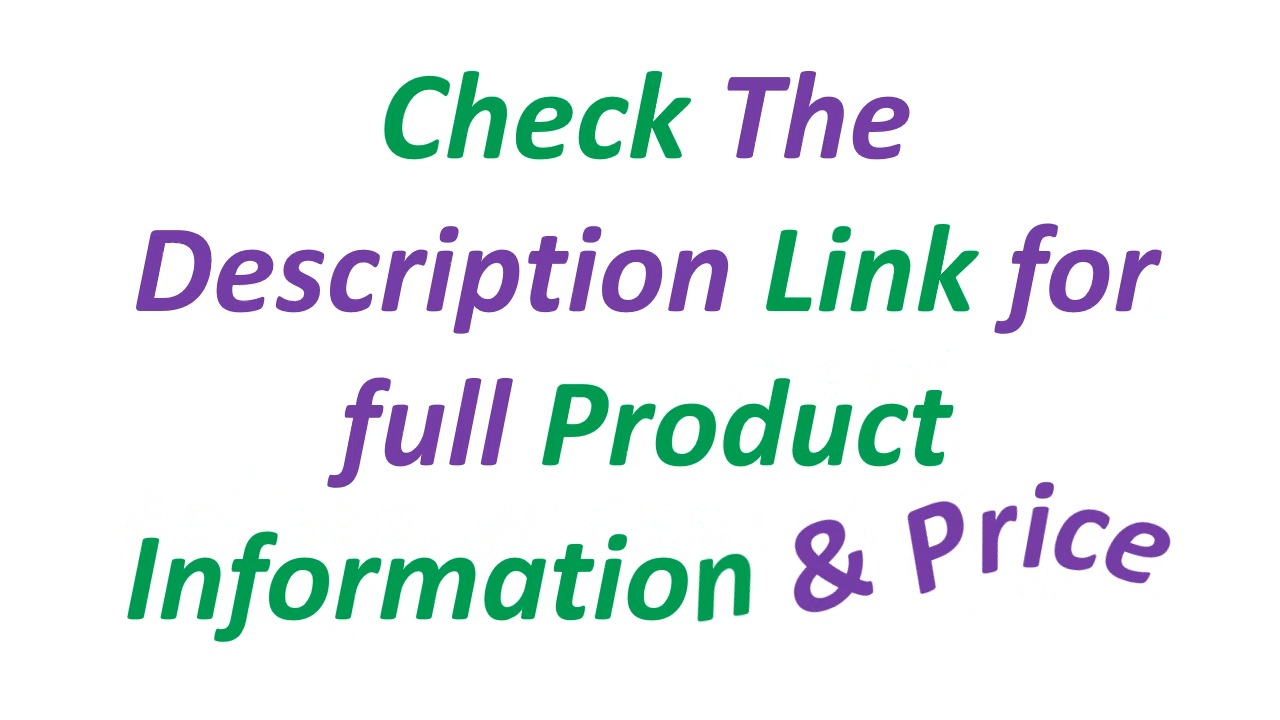 Check The
Description Link for
full Product
Information & Price